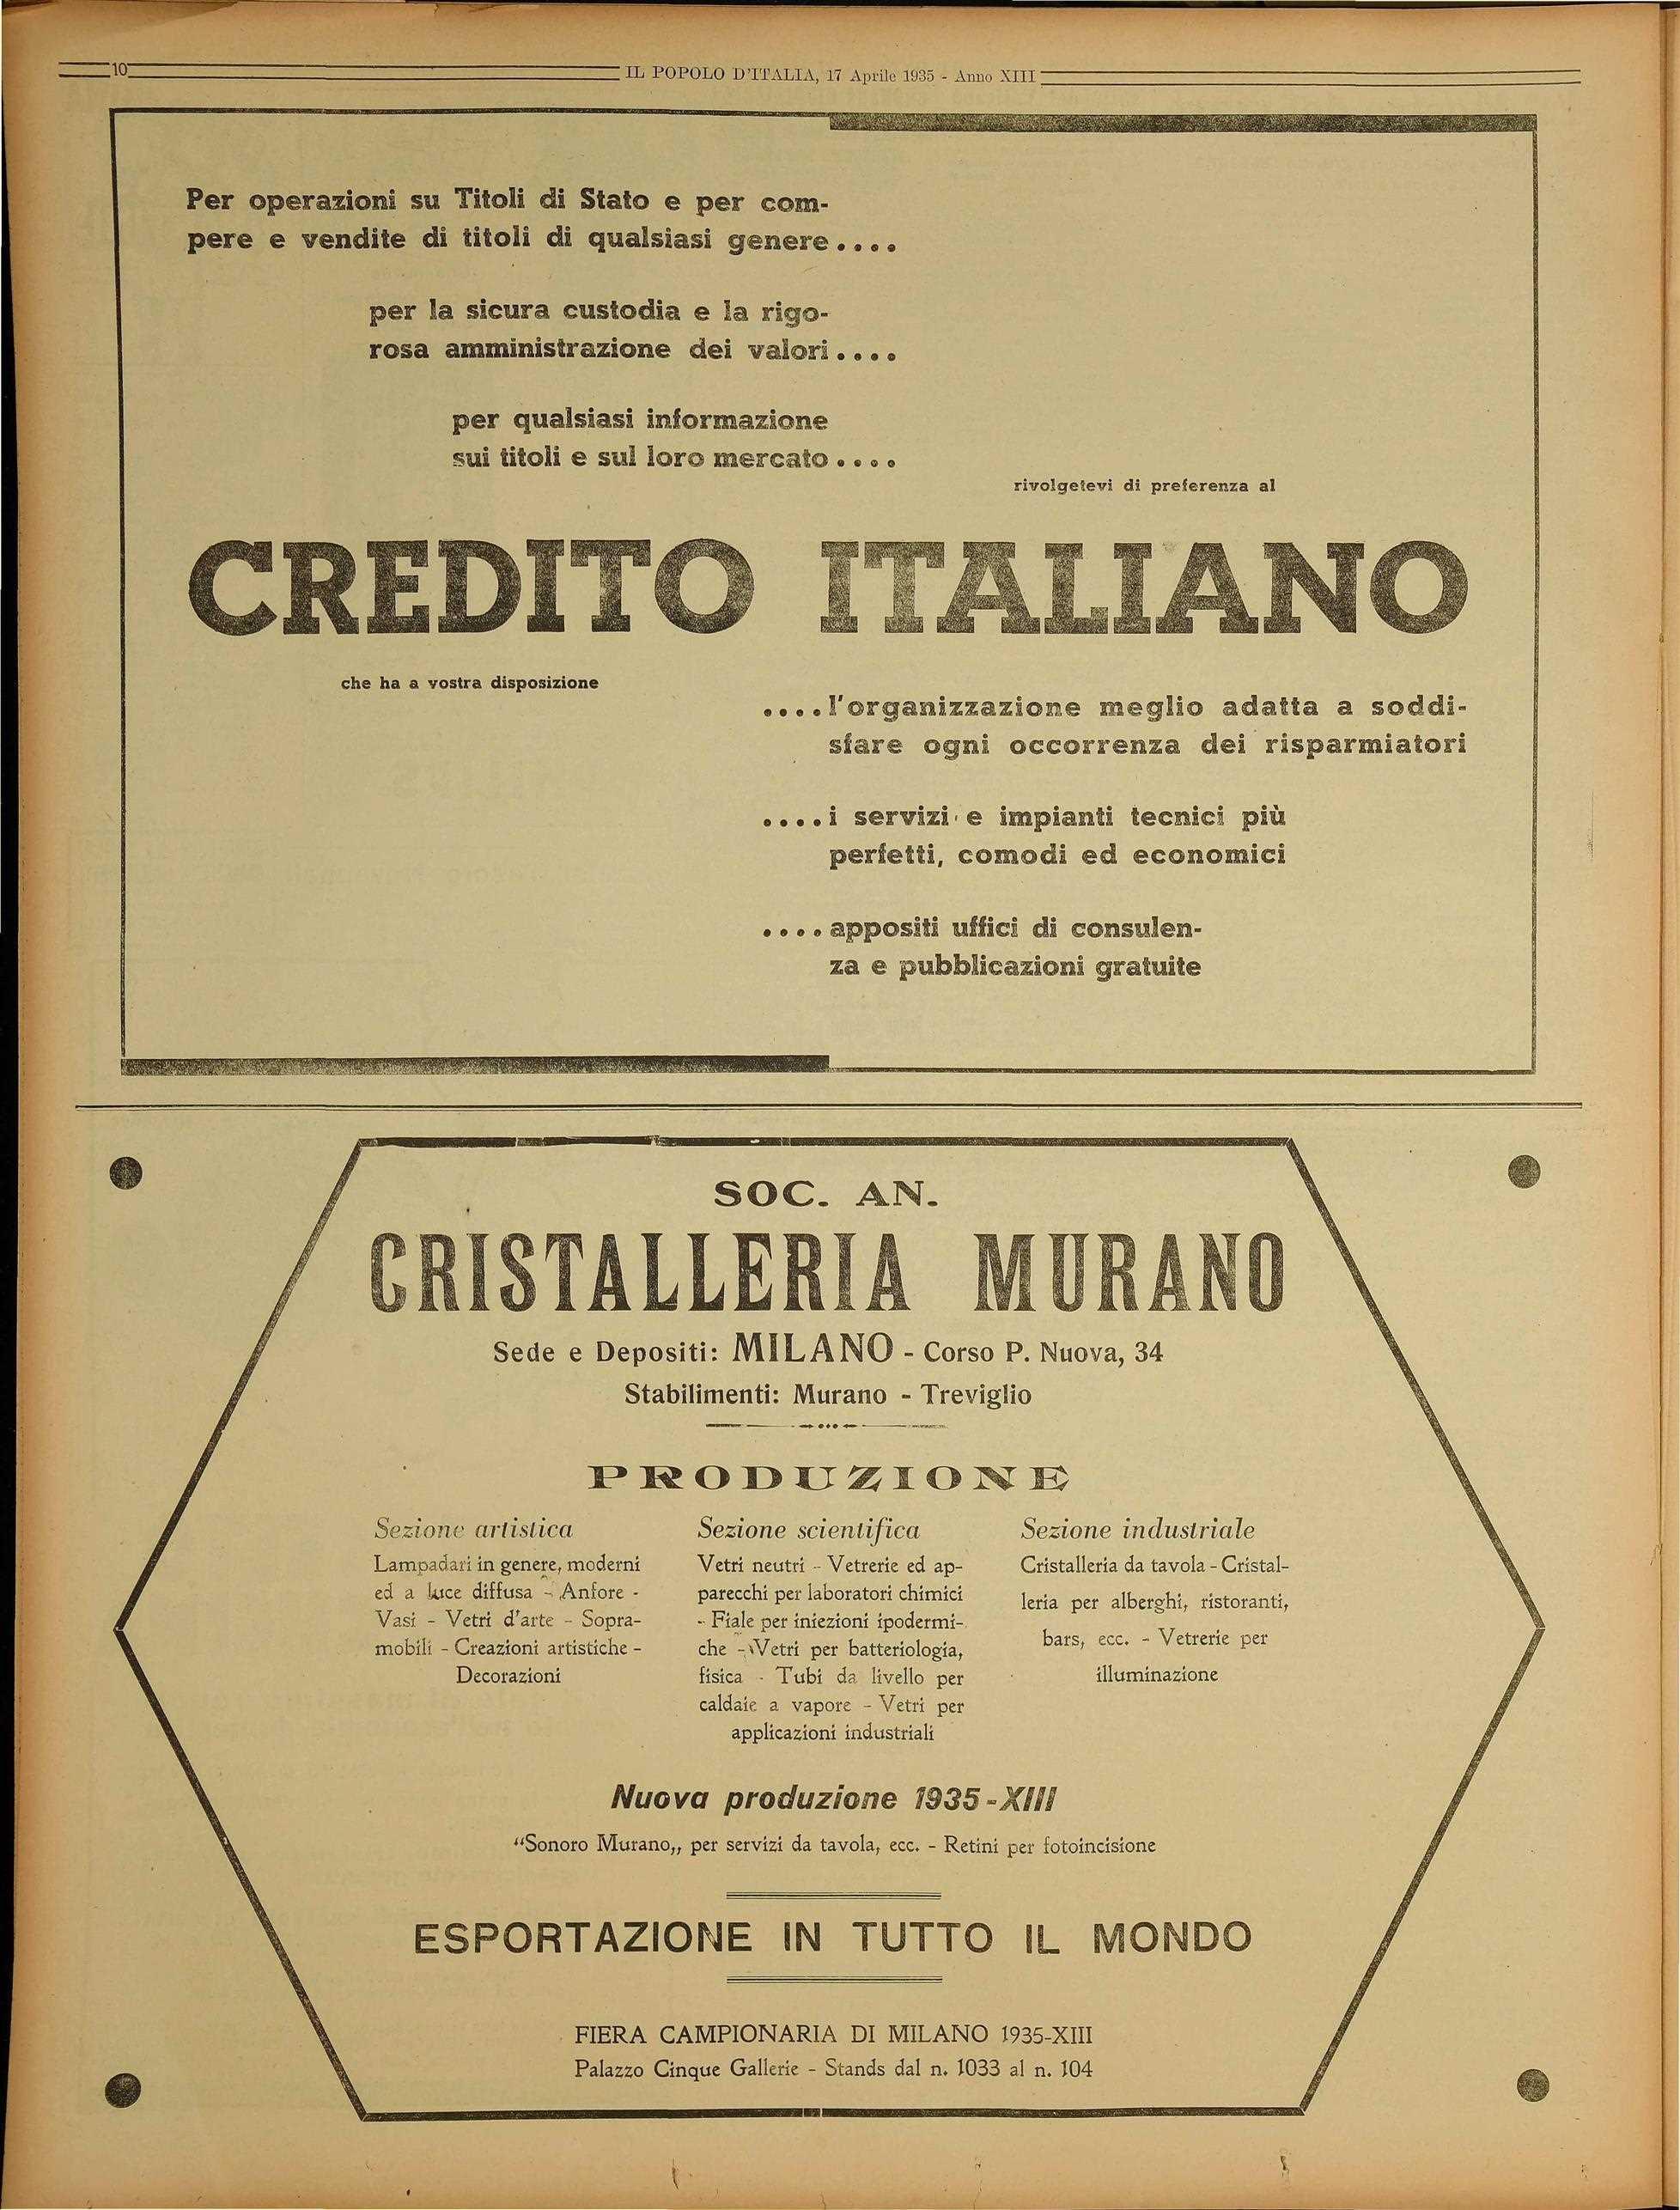 10
IL POPOLO D'ITALIA, 17 Aprile 1935 - Anno XIII
Per operazioni su Titoli di Stato e per com-
pere e vendite di titoli di qualsiasi genere....
per la sicura custodia e la rigo-
rosa amministrazione dei valori....
per qualsiasi informazione
sui titoli e sul loro mercato....
rivolgetevi di preferenza al
CREDITO ITALIANO
che ha a vostra disposizione
....l'organizzazione meglio adatta a soddi-
sfare ogni occorrenza dei risparmiatori
....i servizi e impianti tecnici più
perfetti, comodi ed economici
....appositi uffici di consulen-
za e pubblicazioni gratuite
SOC. AN.
CRISTALLERIA MURANO
Sede e Depositi: MILANO - Corso P. Nuova, 34
Stabilimenti: Murano - Treviglio
PRODUZIONE
Sezione artistica
Lampadari in genere, moderni
ed a luce diffusa - Anfore -
Vasi - Vetri d'arte - Sopra-
mobili - Creazioni artistiche -
Decorazioni
Sezione scientifica
Vetri neutri - Vetrerie ed ap-
parecchi per laboratori chimici
- Fiale per iniezioni ipodermi-
che - Vetri per batteriologia,
fisica - Tubi da livello per
caldaie a vapore - Vetri per
applicazioni industriali
Sezione industriale
Cristalleria da tavola - Cristal-
leria per alberghi, ristoranti,
bars, ecc. - Vetrerie per
illuminazione
Nuova produzione 1935-XIII
“Sonoro Murano,, per servizi da tavola, ecc. - Retini per fotoincisione
ESPORTAZIONE IN TUTTO IL MONDO
FIERA CAMPIONARIA DI MILANO 1935-XIII
Palazzo Cinque Gallerie - Stands dal n. 1033 al n. 104